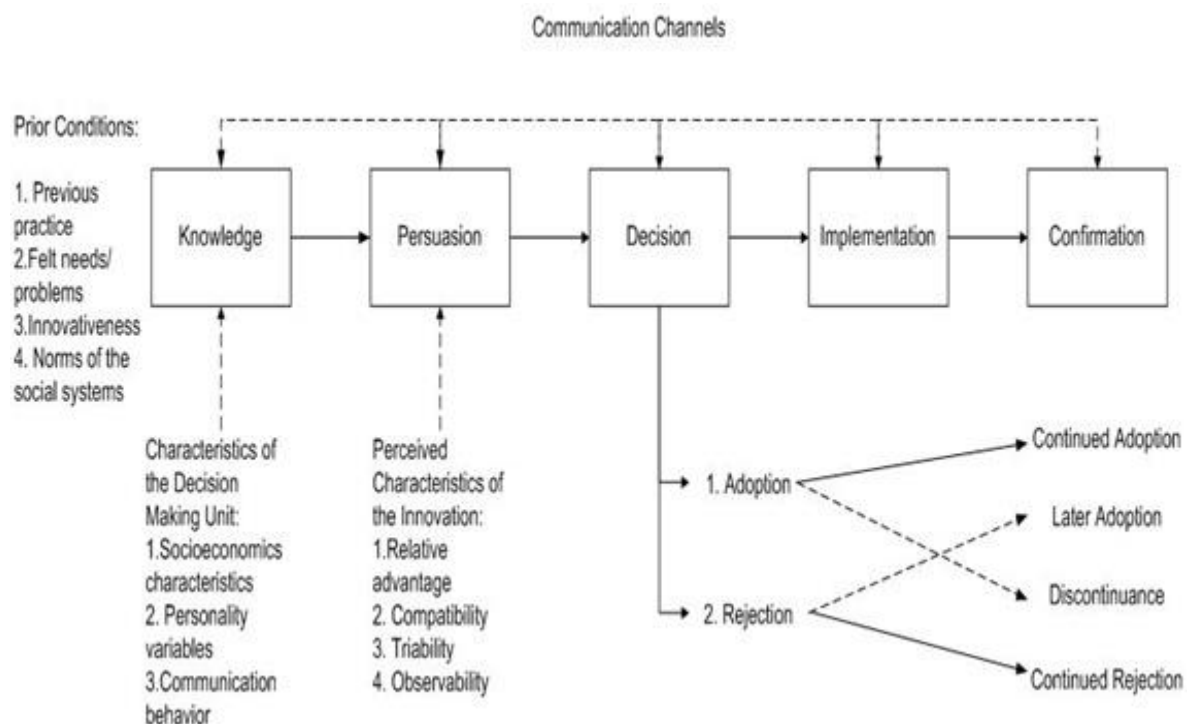 Communication Channels
Prior Conditions:
1. Previous
practice
2.Felt needs/
problems
3.Innovativeness
4. Norms of the
social systems
Knowledge
Persuasion
Decision
Implementation
Confirmation
Characteristics of
the Decision
Making Unit:
1.Socioeconomics
characteristics
2. Personality
variables
3.Communication
behavior
Perceived
Characteristics of
the Innovation:
1.Relative
advantage
2. Compatibility
3. Triability
4. Observability
1. Adoption
2. Rejection
Continued Adoption
Later Adoption
Discontinuance
Continued Rejection